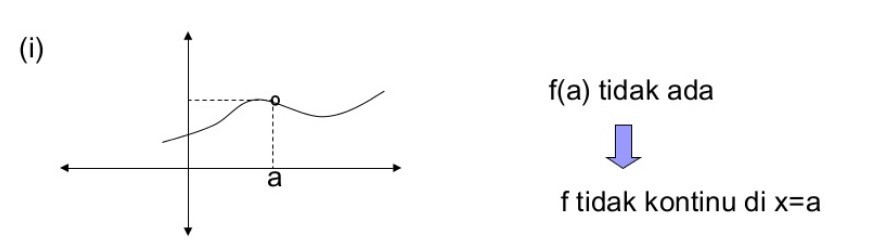 (i)
a
f(a) tidak ada
f tidak kontinu di x=a